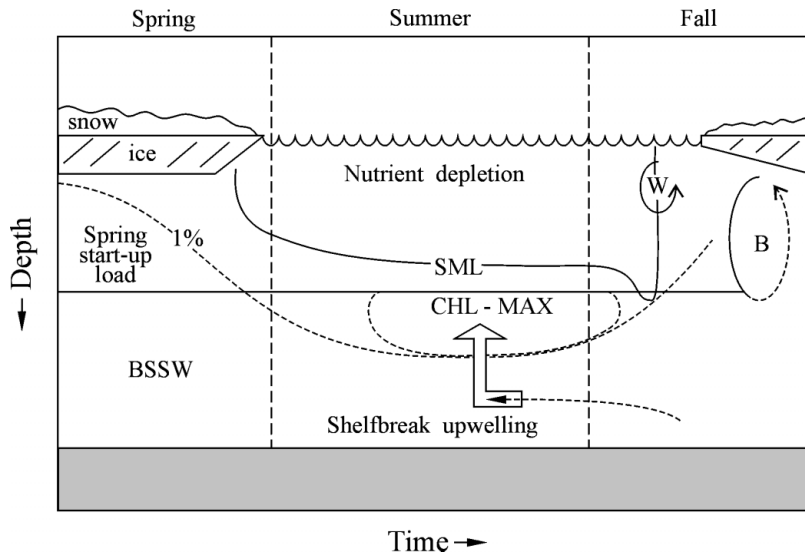 Spring
Summer
Fall
snow
ice
Nutrient depletion
W
Spring
start-up
load
1%
SML
B
CHL - MAX
BSSW
Shelfbreak upwelling
← Depth
Time →